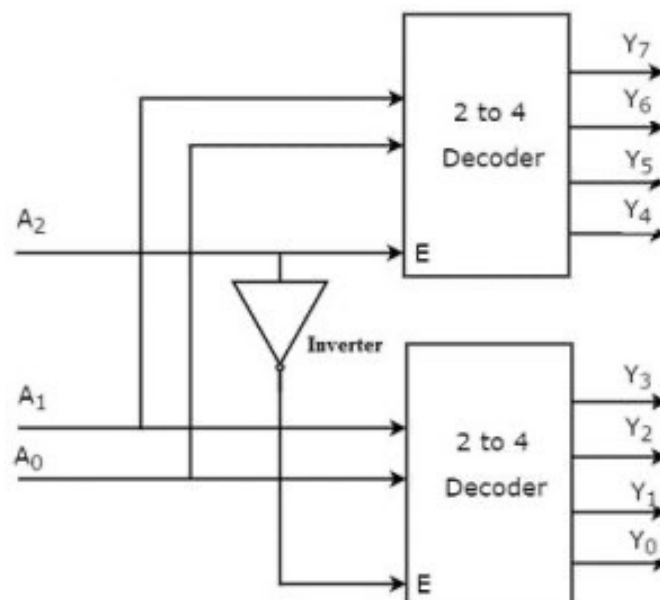 Y₇
2 to 4
Y₆
Decoder
Y₅
A₂
Y₄
E
Inverter
A₁
Y₃
2 to 4
Y₂
A₀
Decoder
Y₁
Y₀
E